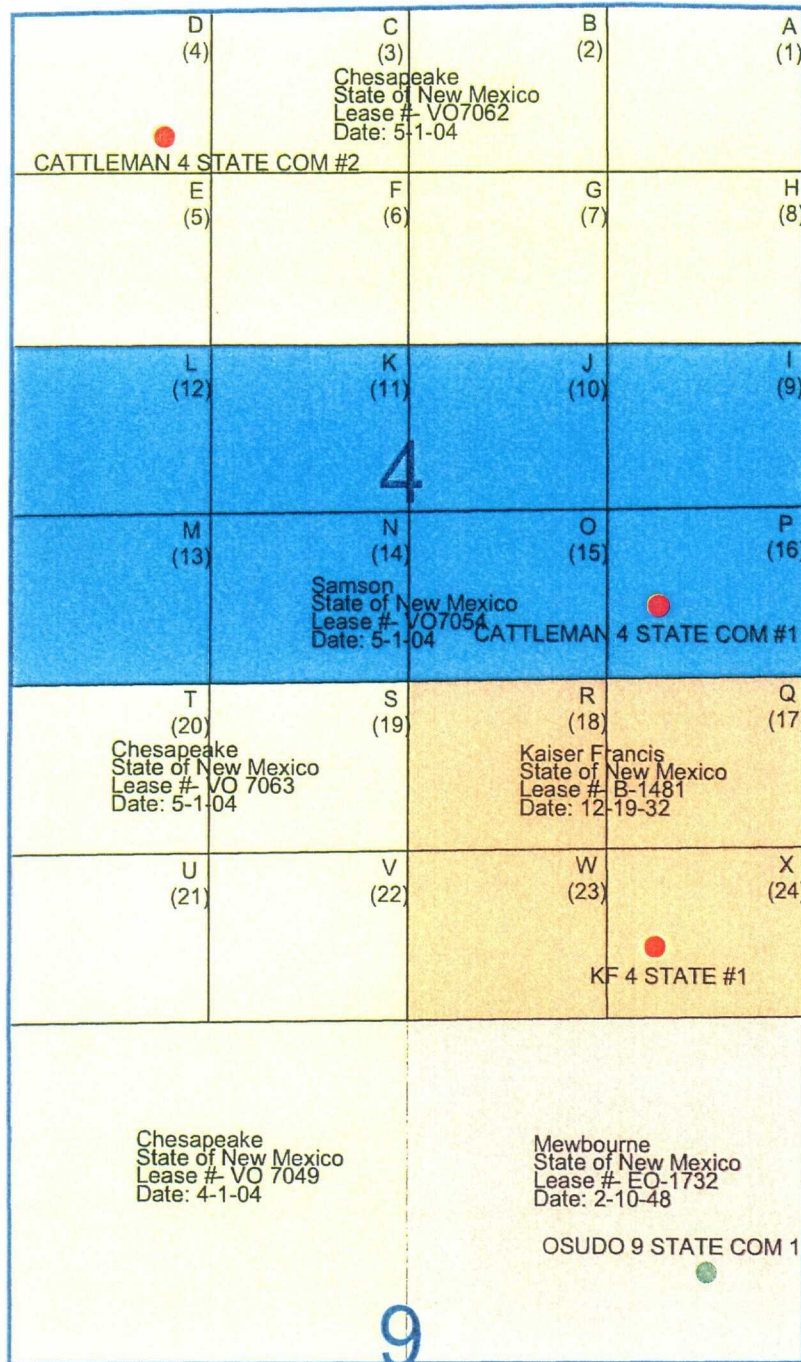 D
(4)
C
(3)
B
(2)
A
(1)
Chesapeake
State of New Mexico
Lease #- VO7062
Date: 5-1-04
CATTLEMAN 4 STATE COM #2
E
(5)
F
(6)
G
(7)
H
(8)
L
(12)
K
(11)
J
(10)
I
(9)
4
M
(13)
N
(14)
O
(15)
P
(16)
Samson
State of New Mexico
Lease #- VO7054
Date: 5-1-04
CATTLEMAN 4 STATE COM #1
T
(20)
S
(19)
R
(18)
Q
(17)
Chesapeake
State of New Mexico
Lease #- VO 7063
Date: 5-1-04
Kaiser Francis
State of New Mexico
Lease #- B-1481
Date: 12-19-32
U
(21)
V
(22)
W
(23)
X
(24)
KF 4 STATE #1
Chesapeake
State of New Mexico
Lease #- VO 7049
Date: 4-1-04
Mewbourne
State of New Mexico
Lease #- EO-1732
Date: 2-10-48
OSUDO 9 STATE COM 1
9